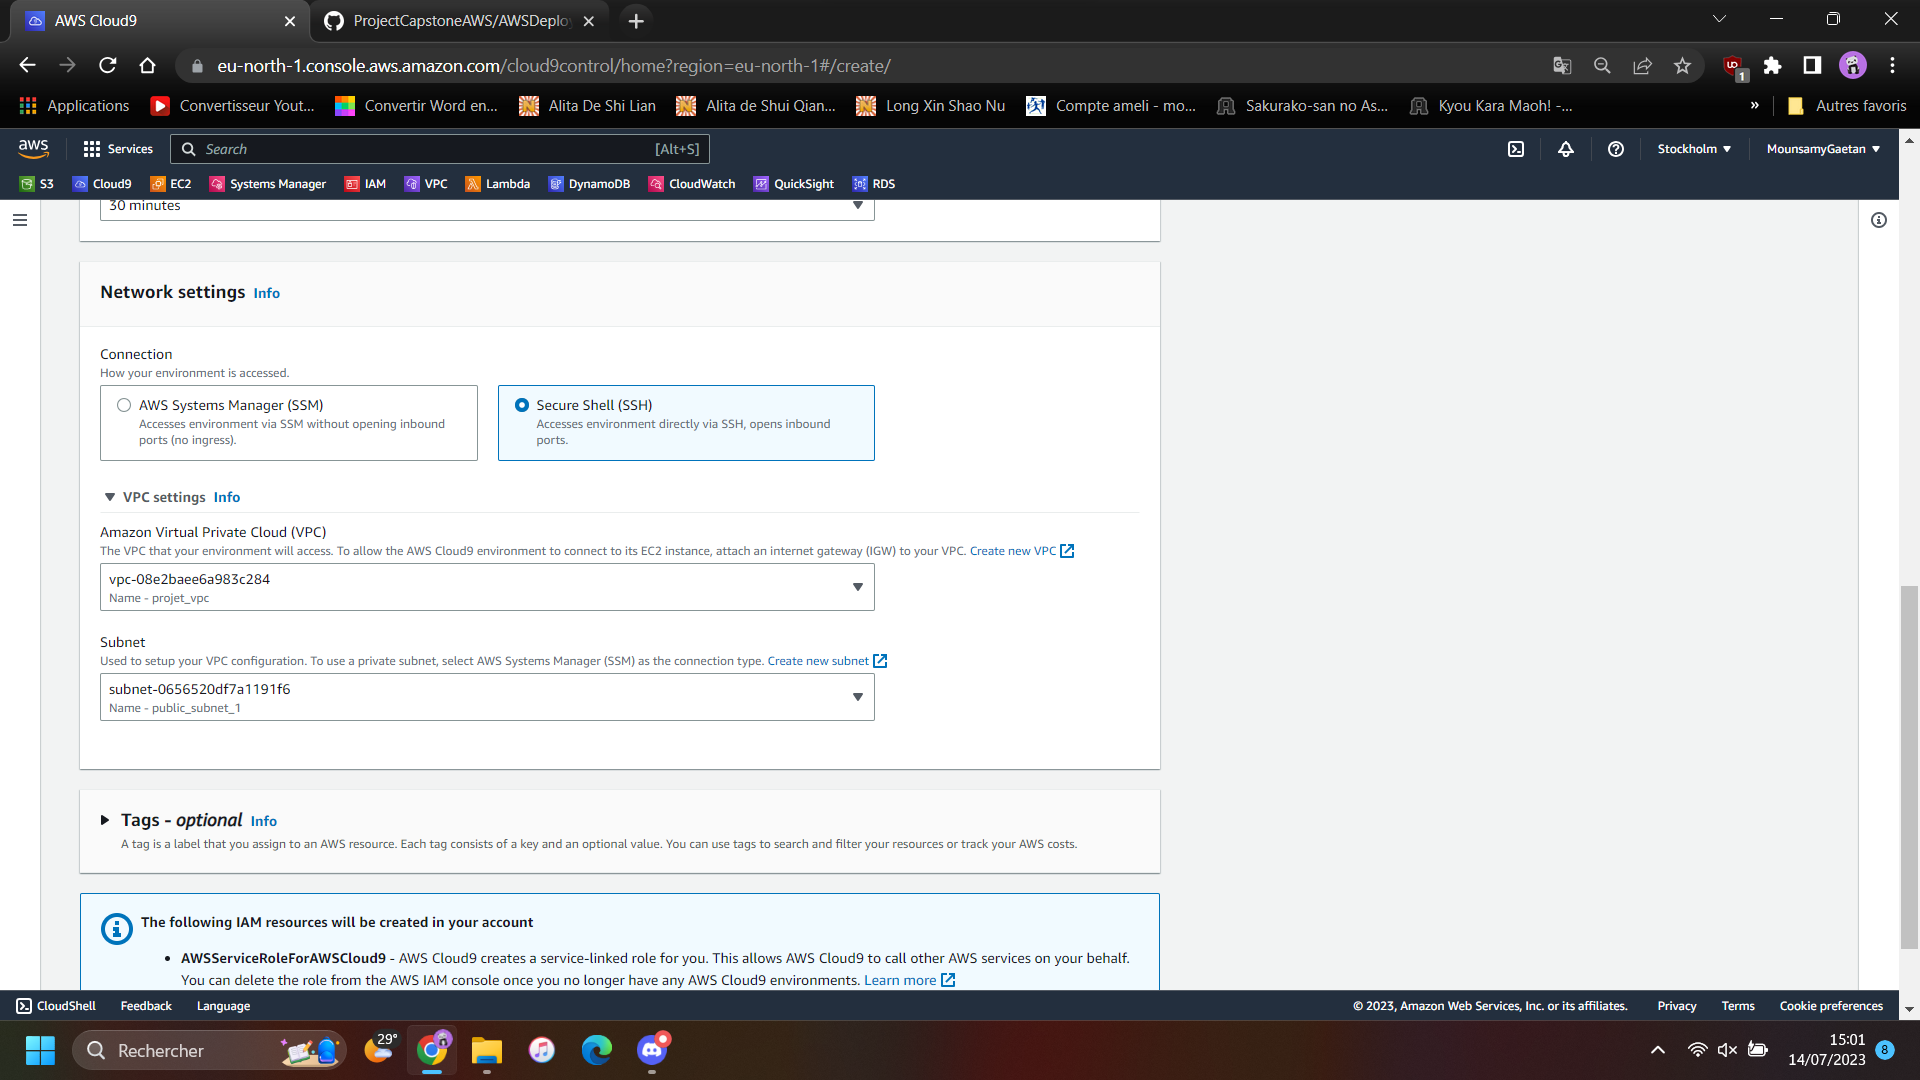 AWS Cloud9
ProjectCapstoneAWS/AWSDeplo
eu-north-1.console.aws.amazon.com/cloud9control/home?region=eu-north-1#/create/
1
Applications
Convertisseur Yout...
Convertir Word en...
Alita De Shi Lian
Alita de Shui Qian...
Long Xin Shao Nu
Compte ameli - mo...
Sakurako-san no As...
Kyou Kara Maoh! -...
»
Autres favoris
aws
Services
Search
[Alt+S]
Stockholm
MounsamyGaetan
S3
Cloud9
EC2
Systems Manager
IAM
VPC
Lambda
DynamoDB
CloudWatch
QuickSight
RDS
30 minutes
Network settings Info
Connection
How your environment is accessed.
AWS Systems Manager (SSM)
Accesses environment via SSM without opening inbound
ports (no ingress).
Secure Shell (SSH)
Accesses environment directly via SSH, opens inbound
ports.
VPC settings Info
Amazon Virtual Private Cloud (VPC)
The VPC that your environment will access. To allow the AWS Cloud9 environment to connect to its EC2 instance, attach an internet gateway (IGW) to your VPC. Create new VPC
vpc-08e2baee6a983c284
Name - projet_vpc
Subnet
Used to setup your VPC configuration. To use a private subnet, select AWS Systems Manager (SSM) as the connection type. Create new subnet
subnet-0656520df7a1191f6
Name - public_subnet_1
Tags - optional Info
A tag is a label that you assign to an AWS resource. Each tag consists of a key and an optional value. You can use tags to search and filter your resources or track your AWS costs.
The following IAM resources will be created in your account
• AWSServiceRoleForAWSCloud9 - AWS Cloud9 creates a service-linked role for you. This allows AWS Cloud9 to call other AWS services on your behalf.
You can delete the role from the AWS IAM console once you no longer have any AWS Cloud9 environments. Learn more
CloudShell
Feedback
Language
© 2023, Amazon Web Services, Inc. or its affiliates.
Privacy
Terms
Cookie preferences
Rechercher
29°
15:01
14/07/2023
8